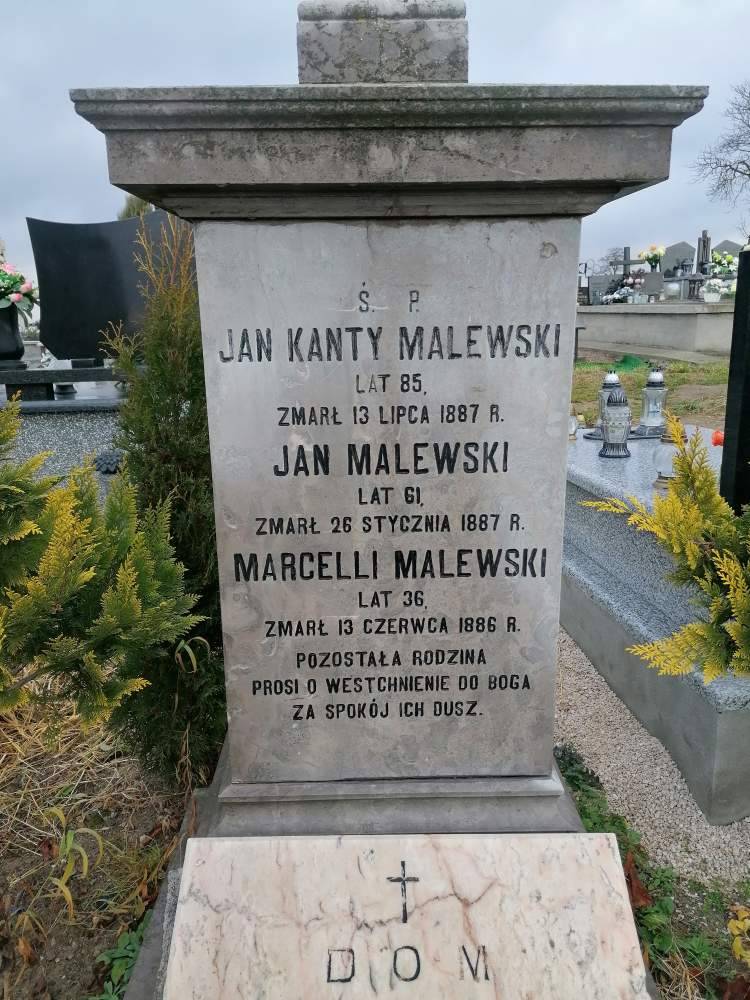 Ś. P.
JAN KANTY MALEWSKI
LAT 85,
ZMARŁ 13 LIPCA 1887 R.
JAN MALEWSKI
LAT 61,
ZMARŁ 26 STYCZNIA 1887 R.
MARCELLI MALEWSKI
LAT 36,
ZMARŁ 13 CZERWCA 1886 R.
POZOSTAŁA RODZINA
PROSI O WESTCHNIENIE DO BOGA
ZA SPOKÓJ ICH DUSZ.
D O M